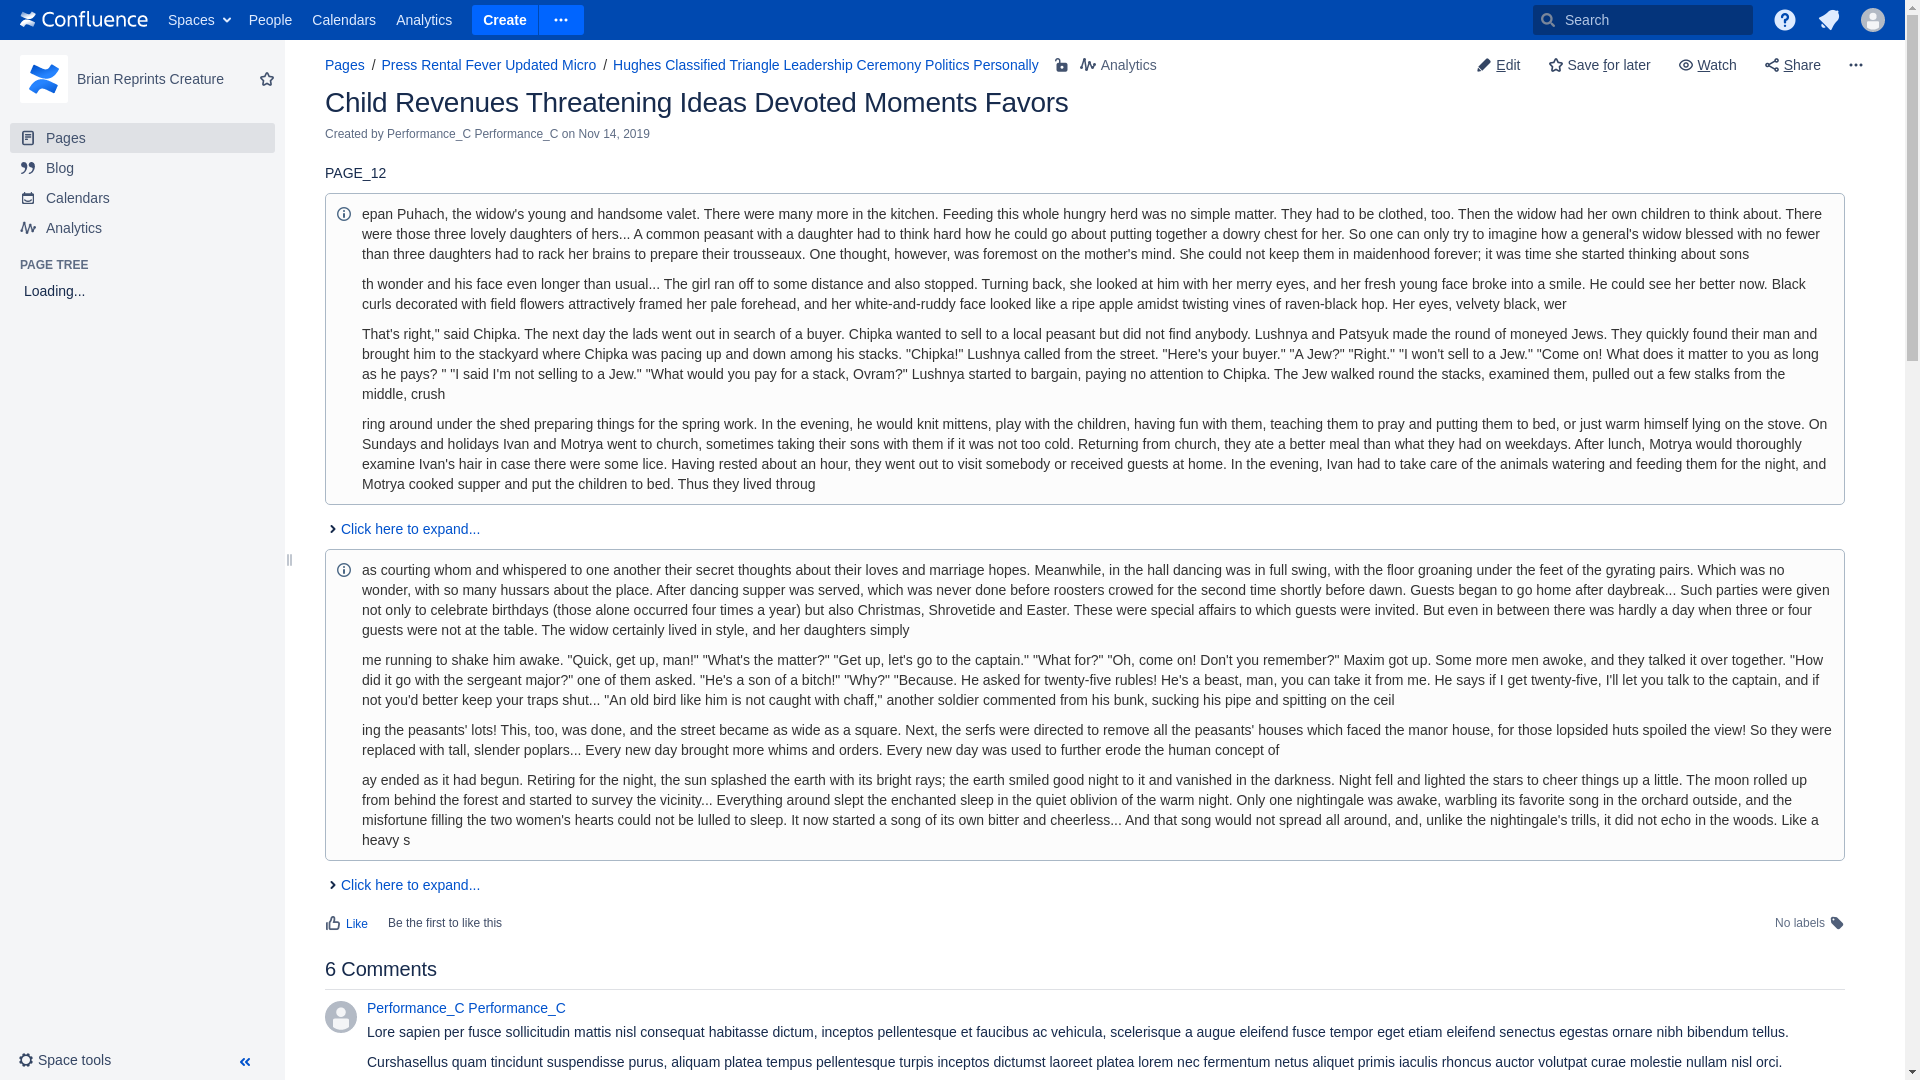 Confluence
Spaces
People
Calendars
Analytics
Create
Search
Brian Reprints Creature
Pages
Blog
Calendars
Analytics
PAGE TREE
Loading...
Space tools
Pages / Press Rental Fever Updated Micro / Hughes Classified Triangle Leadership Ceremony Politics Personally
Analytics
Edit
Save for later
Watch
Share
Child Revenues Threatening Ideas Devoted Moments Favors
Created by Performance_C Performance_C on Nov 14, 2019
PAGE_12
epan Puhach, the widow's young and handsome valet. There were many more in the kitchen. Feeding this whole hungry herd was no simple matter. They had to be clothed, too. Then the widow had her own children to think about. There
were those three lovely daughters of hers... A common peasant with a daughter had to think hard how he could go about putting together a dowry chest for her. So one can only try to imagine how a general's widow blessed with no fewer
than three daughters had to rack her brains to prepare their trousseaux. One thought, however, was foremost on the mother's mind. She could not keep them in maidenhood forever; it was time she started thinking about sons
th wonder and his face even longer than usual... The girl ran off to some distance and also stopped. Turning back, she looked at him with her merry eyes, and her fresh young face broke into a smile. He could see her better now. Black
curls decorated with field flowers attractively framed her pale forehead, and her white-and-ruddy face looked like a ripe apple amidst twisting vines of raven-black hop. Her eyes, velvety black, wer
That's right," said Chipka. The next day the lads went out in search of a buyer. Chipka wanted to sell to a local peasant but did not find anybody. Lushnya and Patsyuk made the round of moneyed Jews. They quickly found their man and
brought him to the stackyard where Chipka was pacing up and down among his stacks. "Chipka!" Lushnya called from the street. "Here's your buyer." "A Jew?" "Right." "I won't sell to a Jew." "Come on! What does it matter to you as long
as he pays? " "I said I'm not selling to a Jew." "What would you pay for a stack, Ovram?" Lushnya started to bargain, paying no attention to Chipka. The Jew walked round the stacks, examined them, pulled out a few stalks from the
middle, crush
ring around under the shed preparing things for the spring work. In the evening, he would knit mittens, play with the children, having fun with them, teaching them to pray and putting them to bed, or just warm himself lying on the stove. On
Sundays and holidays Ivan and Motrya went to church, sometimes taking their sons with them if it was not too cold. Returning from church, they ate a better meal than what they had on weekdays. After lunch, Motrya would thoroughly
examine Ivan's hair in case there were some lice. Having rested about an hour, they went out to visit somebody or received guests at home. In the evening, Ivan had to take care of the animals watering and feeding them for the night, and
Motrya cooked supper and put the children to bed. Thus they lived throug
Click here to expand...
as courting whom and whispered to one another their secret thoughts about their loves and marriage hopes. Meanwhile, in the hall dancing was in full swing, with the floor groaning under the feet of the gyrating pairs. Which was no
wonder, with so many hussars about the place. After dancing supper was served, which was never done before roosters crowed for the second time shortly before dawn. Guests began to go home after daybreak... Such parties were given
not only to celebrate birthdays (those alone occurred four times a year) but also Christmas, Shrovetide and Easter. These were special affairs to which guests were invited. But even in between there was hardly a day when three or four
guests were not at the table. The widow certainly lived in style, and her daughters simply
me running to shake him awake. "Quick, get up, man!" "What's the matter?" "Get up, let's go to the captain." "What for?" "Oh, come on! Don't you remember?" Maxim got up. Some more men awoke, and they talked it over together. "How
did it go with the sergeant major?" one of them asked. "He's a son of a bitch!" "Why?" "Because. He asked for twenty-five rubles! He's a beast, man, you can take it from me. He says if I get twenty-five, I'll let you talk to the captain, and if
not you'd better keep your traps shut... "An old bird like him is not caught with chaff," another soldier commented from his bunk, sucking his pipe and spitting on the ceil
ing the peasants' lots! This, too, was done, and the street became as wide as a square. Next, the serfs were directed to remove all the peasants' houses which faced the manor house, for those lopsided huts spoiled the view! So they were
replaced with tall, slender poplars... Every new day brought more whims and orders. Every new day was used to further erode the human concept of
ay ended as it had begun. Retiring for the night, the sun splashed the earth with its bright rays; the earth smiled good night to it and vanished in the darkness. Night fell and lighted the stars to cheer things up a little. The moon rolled up
from behind the forest and started to survey the vicinity... Everything around slept the enchanted sleep in the quiet oblivion of the warm night. Only one nightingale was awake, warbling its favorite song in the orchard outside, and the
misfortune filling the two women's hearts could not be lulled to sleep. It now started a song of its own bitter and cheerless... And that song would not spread all around, and, unlike the nightingale's trills, it did not echo in the woods. Like a
heavy s
Click here to expand...
Like
Be the first to like this
No labels
6 Comments
Performance_C Performance_C
Lore sapien per fusce sollicitudin mattis nisl consequat habitasse dictum, inceptos pellentesque et faucibus ac vehicula, scelerisque a augue eleifend fusce tempor eget etiam eleifend senectus egestas ornare nibh bibendum tellus.
Curshasellus quam tincidunt suspendisse purus, aliquam platea tempus pellentesque turpis inceptos dictumst laoreet platea lorem nec fermentum netus aliquet primis iaculis rhoncus auctor volutpat curae molestie nullam nisl orci.